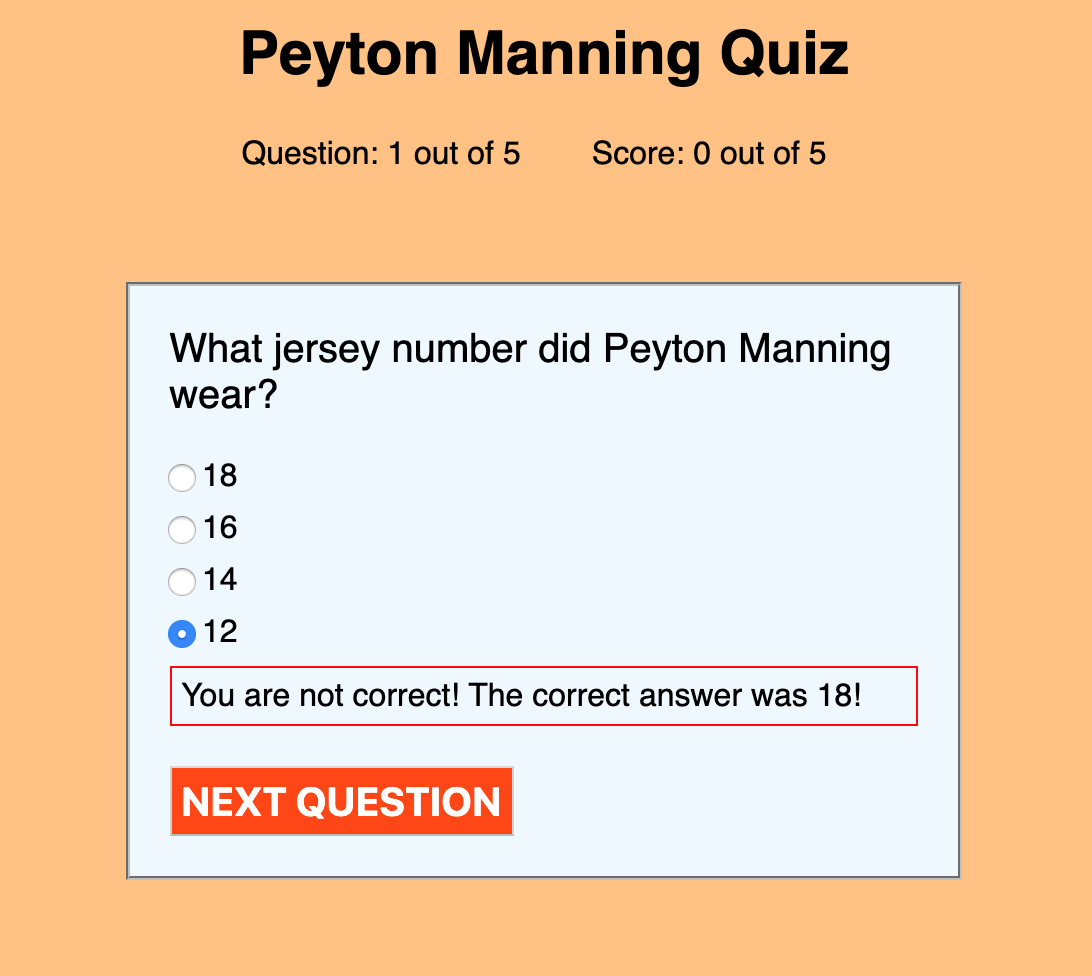 Peyton Manning Quiz
Question: 1 out of 5 Score: 0 out of 5
What jersey number did Peyton Manning
wear?
18
16
14
12
You are not correct! The correct answer was 18!
NEXT QUESTION